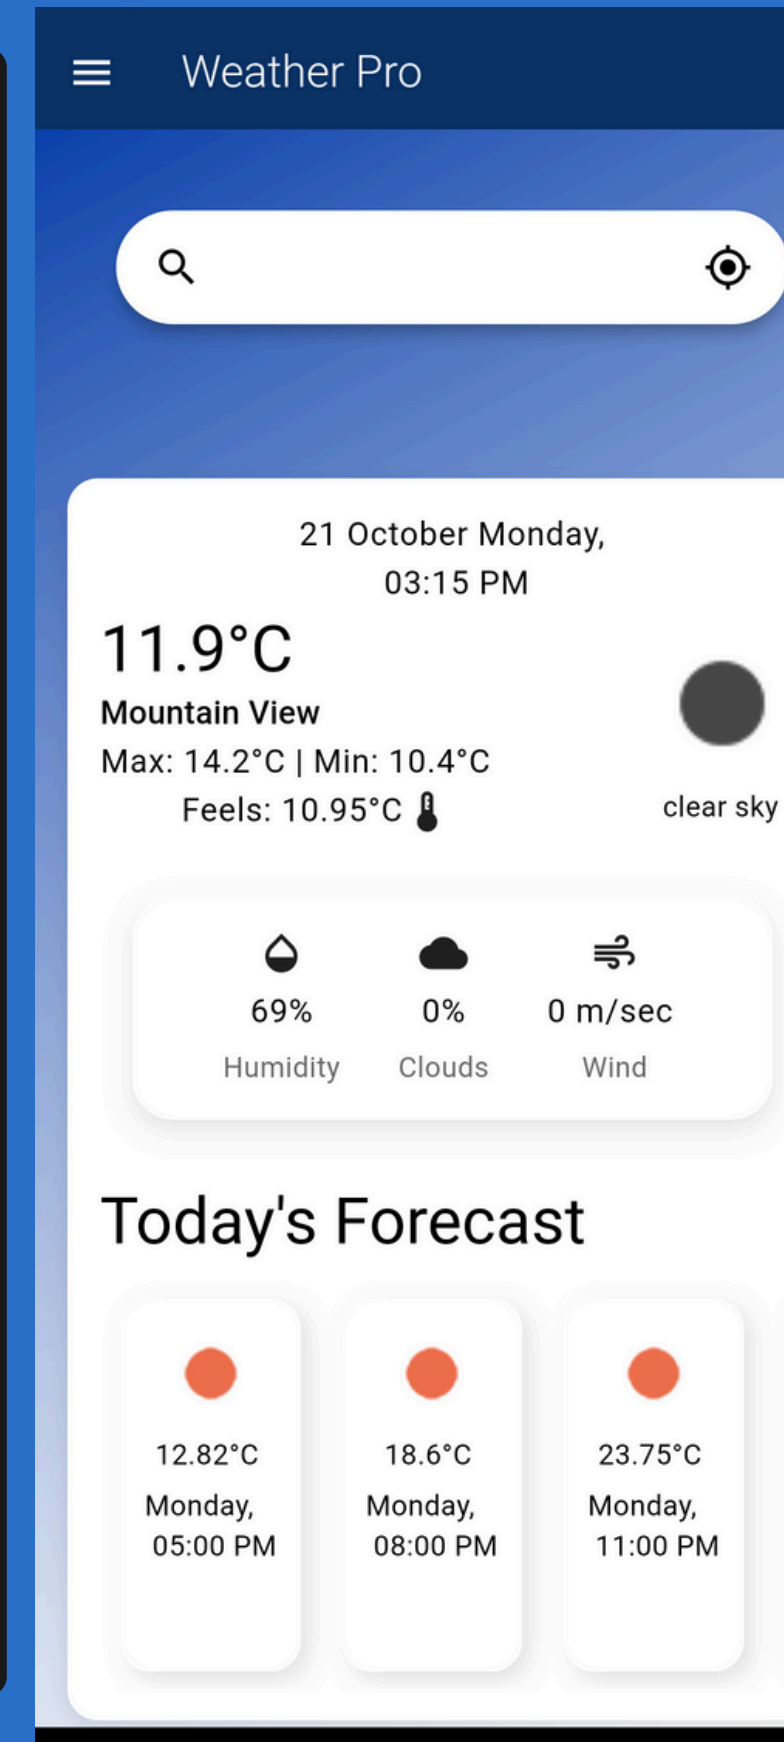 Weather Pro
21 October Monday,
03:15 PM
11.9°C
Mountain View
Max: 14.2°C | Min: 10.4°C
Feels: 10.95°C
clear sky
69%
0%
0 m/sec
Humidity
Clouds
Wind
Today's Forecast
12.82°C
Monday,
05:00 PM
18.6°C
Monday,
08:00 PM
23.75°C
Monday,
11:00 PM